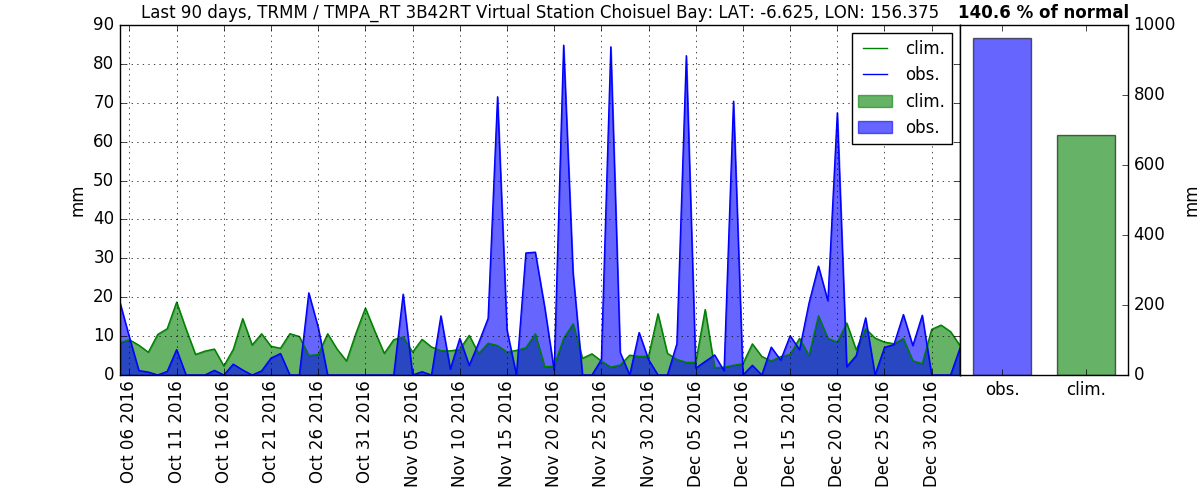 Last 90 days, TRMM / TMPA_RT 3B42RT Virtual Station Choisuel Bay: LAT: -6.625, LON: 156.375
140.6 % of normal
90
80
70
60
50
40
30
20
10
0
mm
clim.
obs.
clim.
obs.
Oct 06 2016
Oct 11 2016
Oct 16 2016
Oct 21 2016
Oct 26 2016
Oct 31 2016
Nov 05 2016
Nov 10 2016
Nov 15 2016
Nov 20 2016
Nov 25 2016
Nov 30 2016
Dec 05 2016
Dec 10 2016
Dec 15 2016
Dec 20 2016
Dec 25 2016
Dec 30 2016
1000
800
600
400
200
0
mm
obs.
clim.